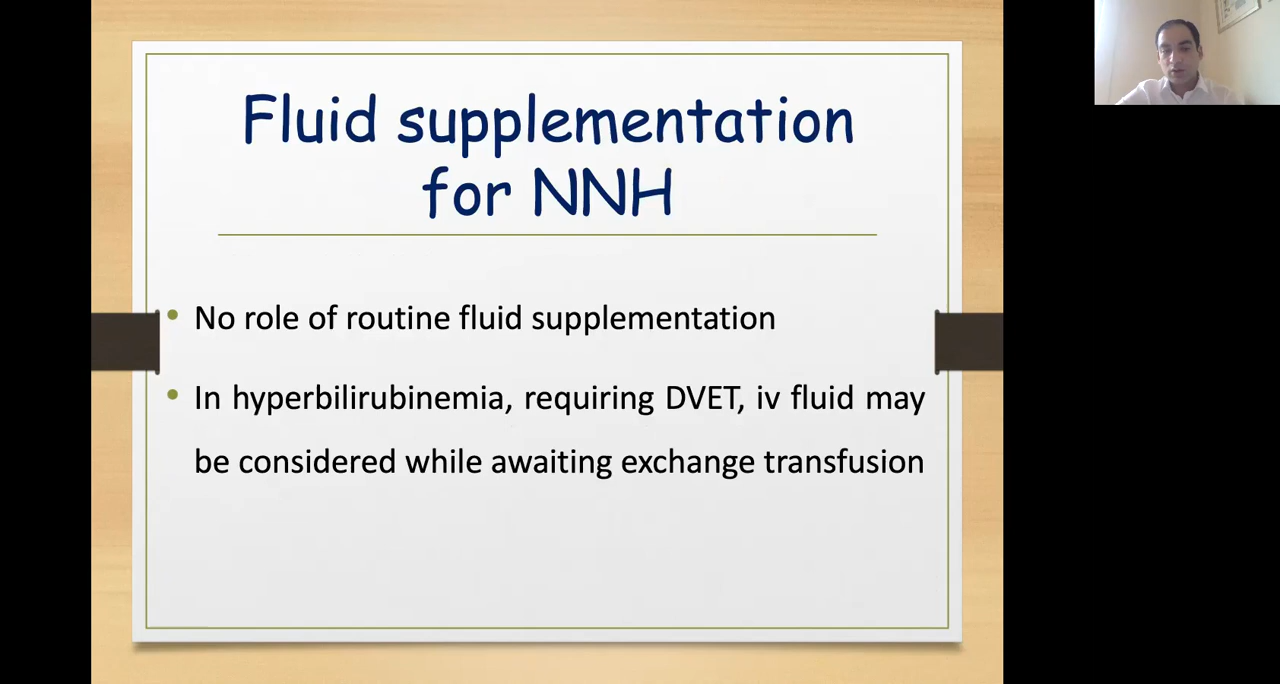 Fluid supplementation
for NNH
• No role of routine fluid supplementation
• In hyperbilirubinemia, requiring DVET, iv fluid may
be considered while awaiting exchange transfusion